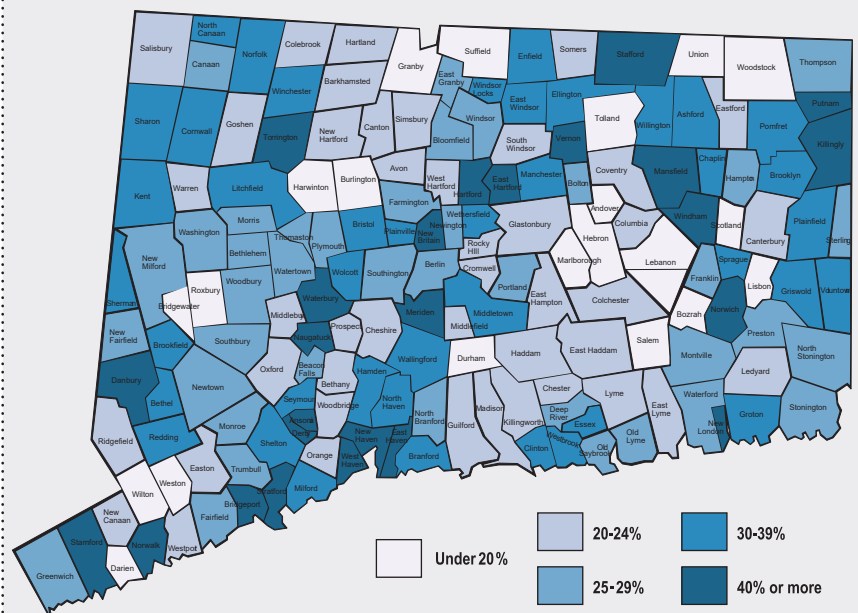 North
Canaan
Salisbury
Canaan
Norfolk
Colebrook
Hartland
Granby
Suffield
East
Granby
Windsor
Locks
Enfield
Somers
Stafford
Union
Woodstock
Thompson
Sharon
Cornwall
Goshen
Winchester
Torrington
Barkhamsted
New
Hartford
Canton
Simsbury
Bloomfield
Windsor
East
Windsor
Ellington
Tolland
Willington
Ashford
Eastford
Pomfret
Putnam
Killingly
Kent
Warren
Litchfield
Harwinton
Burlington
Avon
West
Hartford
Hartford
East
Hartford
South
Windsor
Manchester
Vernon
Bolton
Coventry
Mansfield
Chaplin
Hampton
Brooklyn
Washington
Morris
Bethlehem
Thomaston
Plymouth
Bristol
Farmington
Plainville
New
Britain
Newington
Wethersfield
Rocky
Hill
Glastonbury
Andover
Hebron
Columbia
Windham
Scotland
Canterbury
Plainfield
Sterling
New
Milford
Roxbury
Bridgewater
Woodbury
Watertown
Wolcott
Southington
Berlin
Cromwell
Portland
Marlborough
Lebanon
Franklin
Sprague
Lisbon
Griswold
Voluntown
Sherman
New
Fairfield
Brookfield
Southbury
Middlebury
Waterbury
Naugatuck
Prospect
Cheshire
Meriden
Middlefield
Middletown
East
Hampton
Colchester
Bozrah
Norwich
Preston
North
Stonington
Danbury
Bethel
Newtown
Oxford
Beacon
Falls
Bethany
Hamden
Wallingford
Durham
Haddam
East Haddam
Salem
Montville
Ledyard
Ridgefield
Redding
Monroe
Seymour
Ansonia
Derby
Woodbridge
North
Haven
North
Branford
Guilford
Madison
Killingworth
Chester
Deep
River
Essex
Lyme
East
Lyme
Waterford
New
London
Groton
Stonington
Wilton
Weston
Easton
Trumbull
Shelton
Orange
New
Haven
West
Haven
East
Haven
Branford
Clinton
Westbrook
Old
Saybrook
Old
Lyme
New
Canaan
Stamford
Greenwich
Darien
Norwalk
Westpot
Fairfield
Bridgeport
Stratford
Milford
Under 20%
20-24%
25-29%
30-39%
40% or more